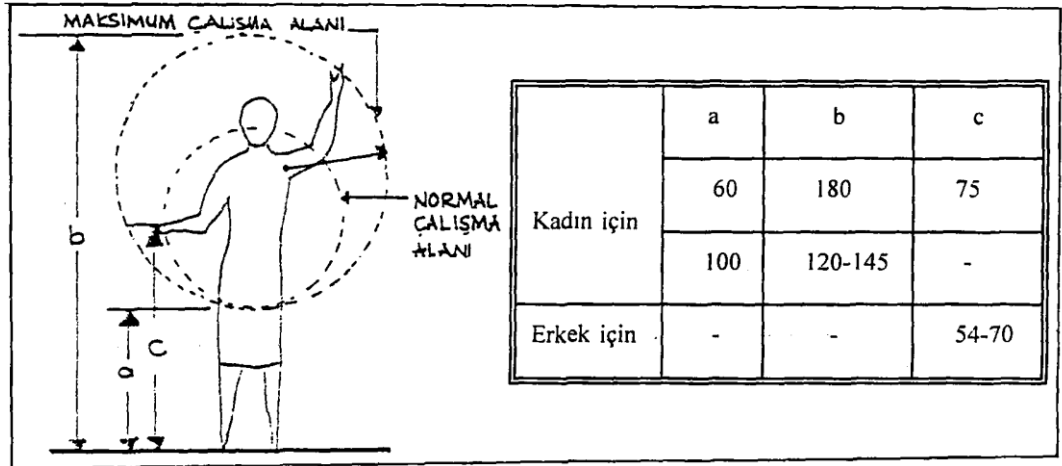 MAKSIMUM ÇALIŞMA ALANI
b
a
c
NORMAL
ÇALIŞMA
ALANI
a b c
Kadın için
60 180 75
100 120-145 -
Erkek için - - 54-70